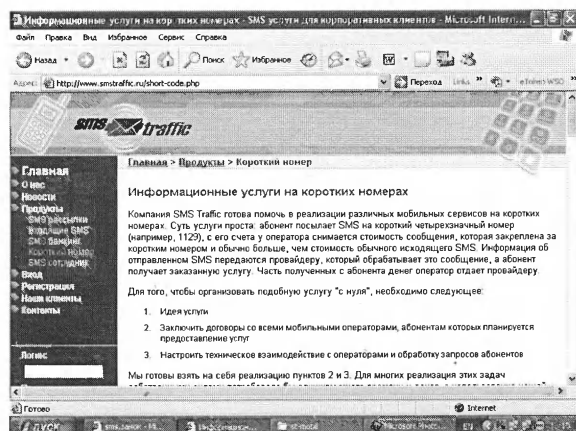 Информационные услуги на коротких номерах - SMS услуги для корпоративных клиентов - Microsoft Intern...
Файл Правка Вид Избранное Сервис Справка
Назад Поиск Избранное
Адрес: http://www.smstraffic.ru/short-code.php Переход Links
sms traffic
Главная > Продукты > Короткий номер
Главная
О нас
Новости
Продукты
SMS рассылки
Входящие SMS
SMS банкинг
Короткий номер
SMS сотрудник
Вход
Регистрация
Наши клиенты
Контакты
Логин:
Информационные услуги на коротких номерах
Компания SMS Traffic готова помочь в реализации различных мобильных сервисов на коротких
номерах. Суть услуги проста: абонент посылает SMS на короткий четырехзначный номер
(например, 1129), с его счета у оператора снимается стоимость сообщения, которая закреплена за
коротким номером и обычно больше, чем стоимость обычного исходящего SMS. Информация об
отправленном SMS передаются провайдеру, который обрабатывает это сообщение, а абонент
получает заказанную услугу. Часть полученных с абонента денег оператор отдает провайдеру.
Для того, чтобы организовать подобную услугу "с нуля", необходимо следующее:
1. Идея услуги
2. Заключить договоры со всеми мобильными операторами, абонентам которых планируется
предоставление услуг
3. Настроить техническое взаимодействие с операторами и обработку запросов абонентов
Мы готовы взять на себя реализацию пунктов 2 и 3. Для многих реализация этих задач
Готово Internet
ПУСК EN